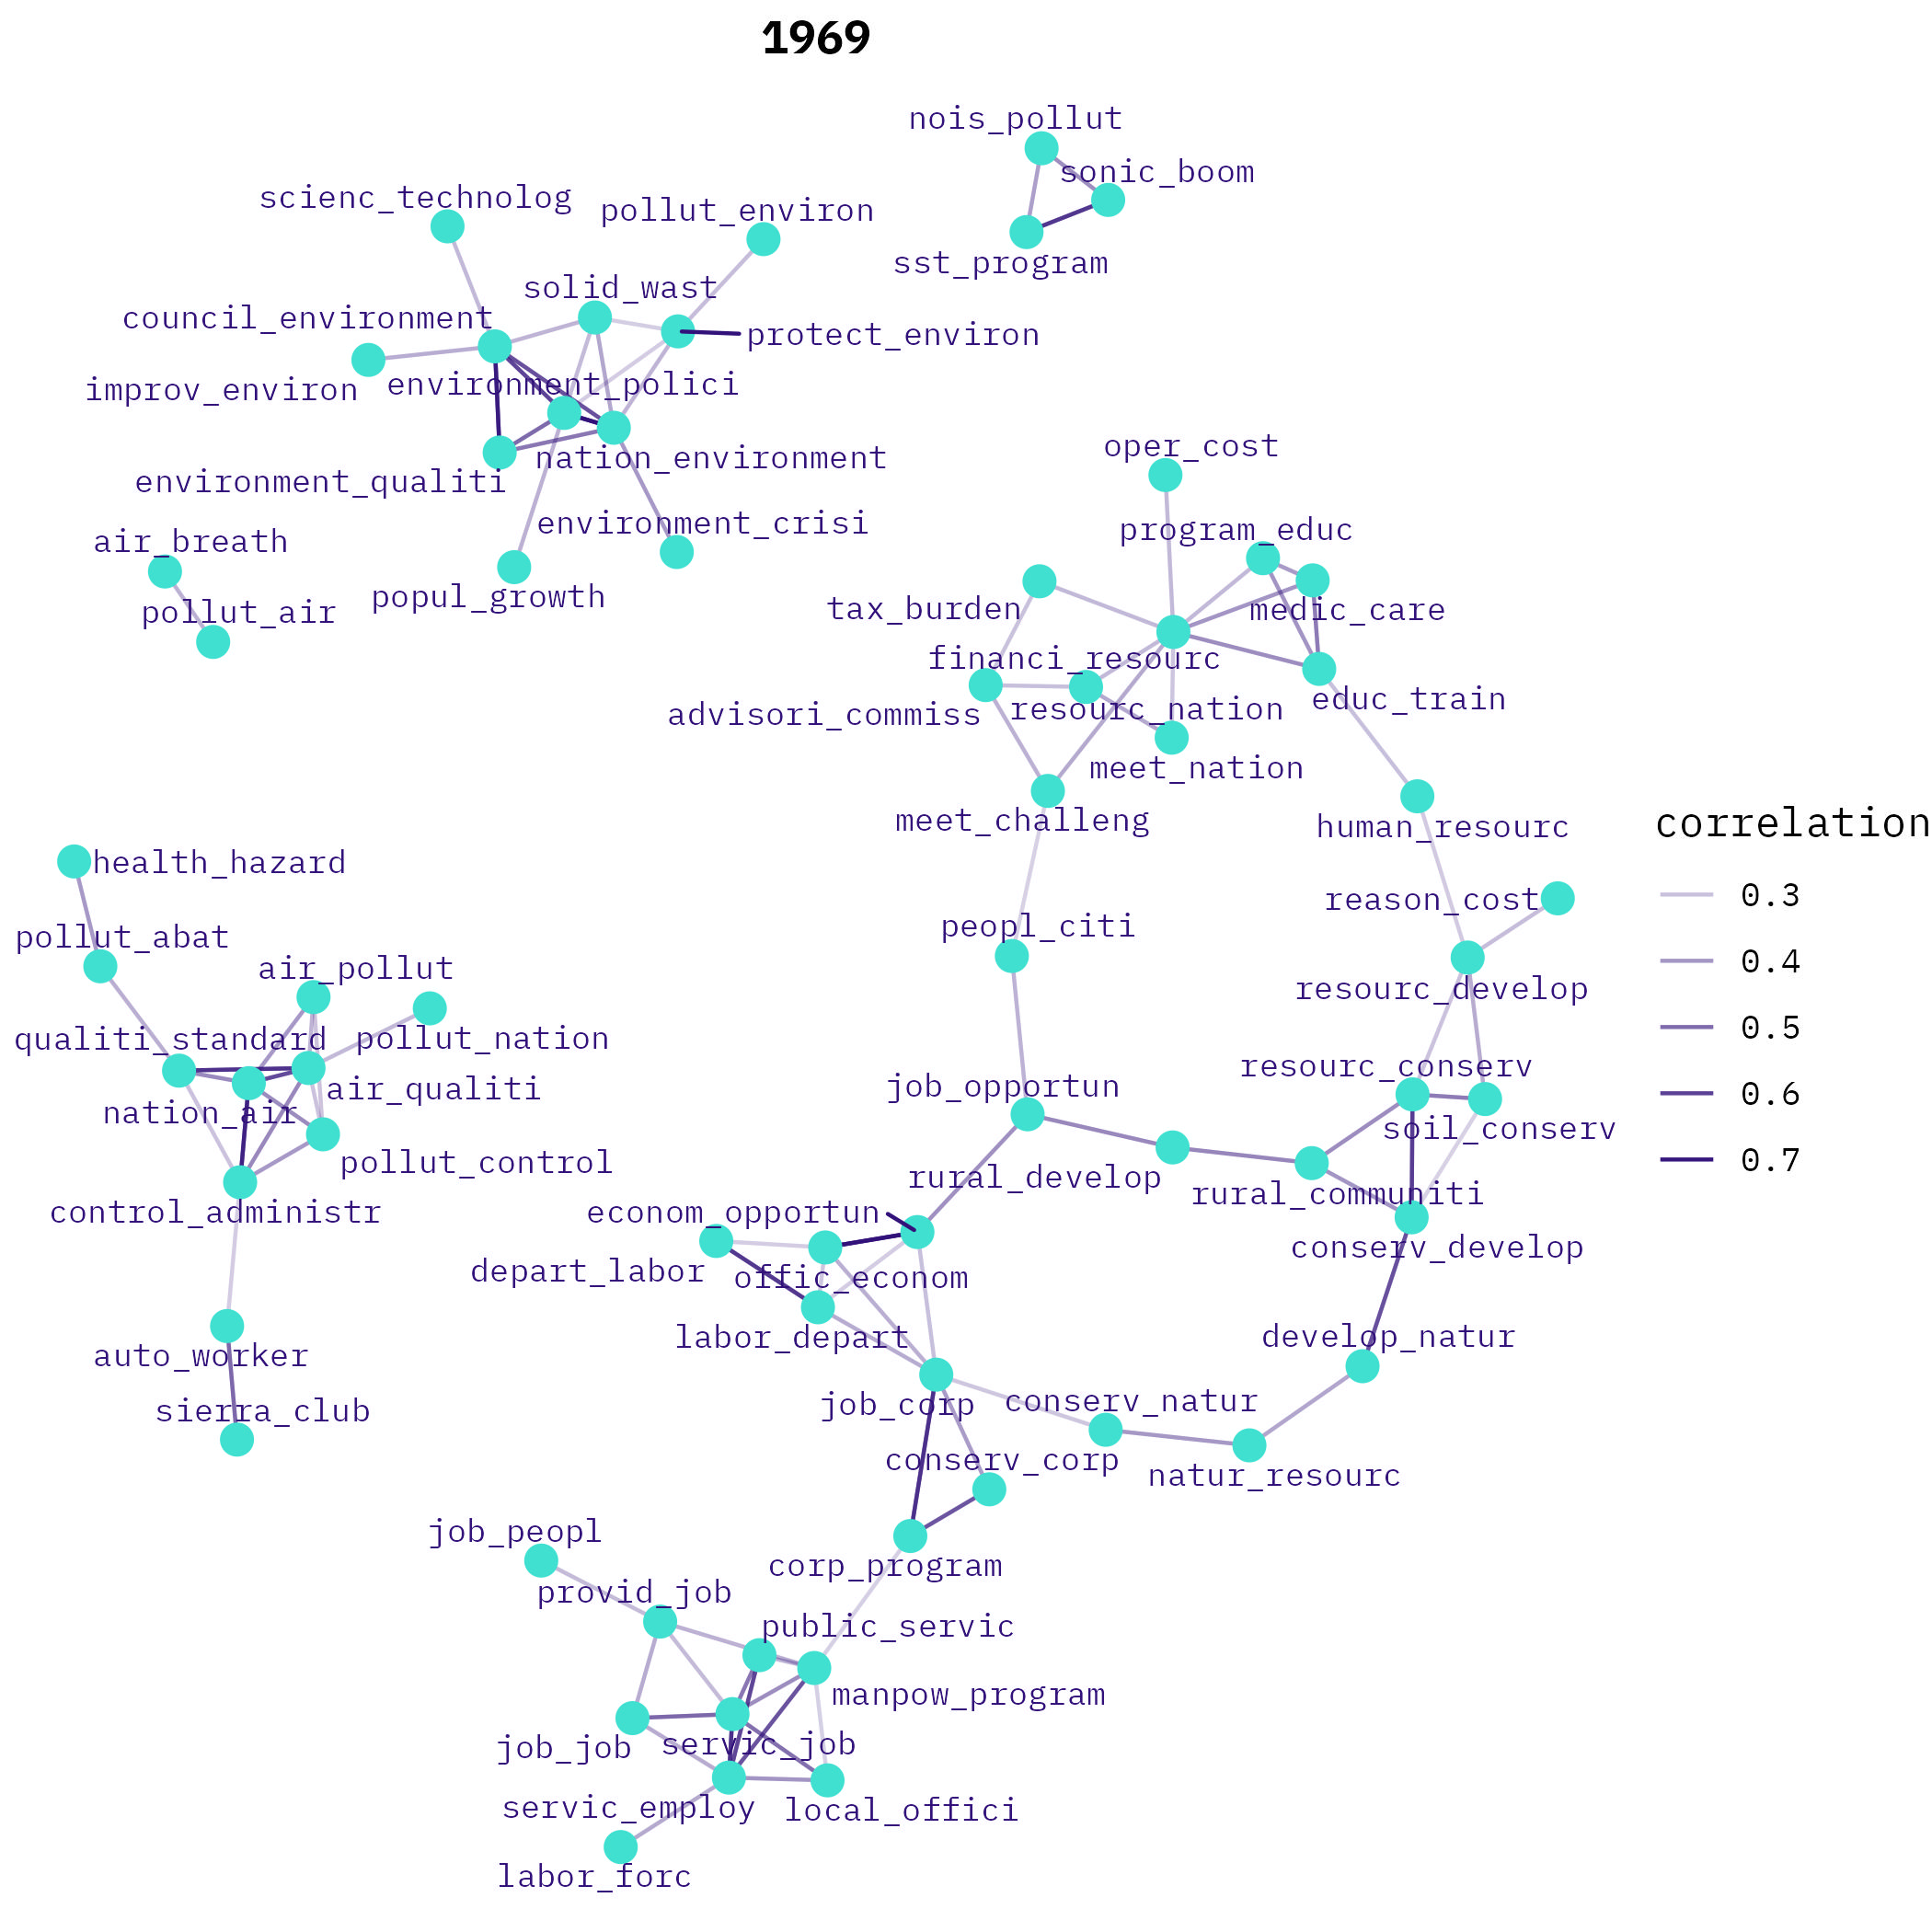 1969
nois_pollut
sonic_boom
scienc_technolog
pollut_environ
sst_program
solid_wast
council_environment
protect_environ
improv_environ
environment_polici
oper_cost
nation_environment
environment_qualiti
environment_crisi
program_educ
air_breath
popul_growth
tax_burden
medic_care
pollut_air
financi_resourc
educ_train
resourc_nation
advisori_commiss
meet_nation
meet_challeng
human_resourc
correlation
health_hazard
0.3
reason_cost
peopl_citi
pollut_abat
0.4
air_pollut
resourc_develop
0.5
qualiti_standard
pollut_nation
resourc_conserv
job_opportun
air_qualiti
0.6
nation_air
soil_conserv
pollut_control
0.7
rural_develop
rural_communiti
control_administr
econom_opportun
conserv_develop
depart_labor
offic_econom
labor_depart
develop_natur
auto_worker
job_corp
conserv_natur
sierra_club
conserv_corp
natur_resourc
job_peopl
corp_program
provid_job
public_servic
manpow_program
job_job
servic_job
servic_employ
local_offici
labor_forc